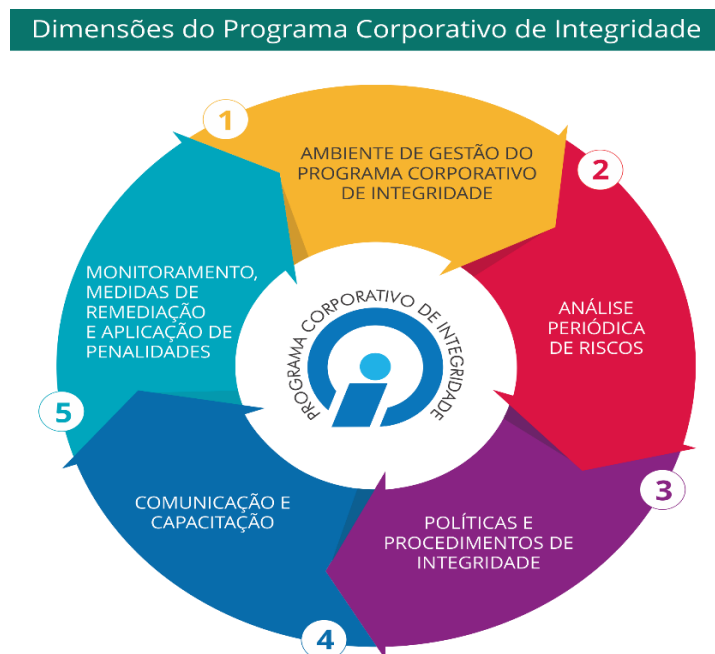 Dimensões do Programa Corporativo de Integridade
1
AMBIENTE DE GESTÃO DO
PROGRAMA CORPORATIVO
DE INTEGRIDADE
2
ANÁLISE
PERIÓDICA
DE RISCOS
3
POLÍTICAS E
PROCEDIMENTOS DE
INTEGRIDADE
4
COMUNICAÇÃO E
CAPACITAÇÃO
5
MONITORAMENTO,
MEDIDAS DE
REMEDIAÇÃO
E APLICAÇÃO DE
PENALIDADES
PROGRAMA CORPORATIVO DE INTEGRIDADE